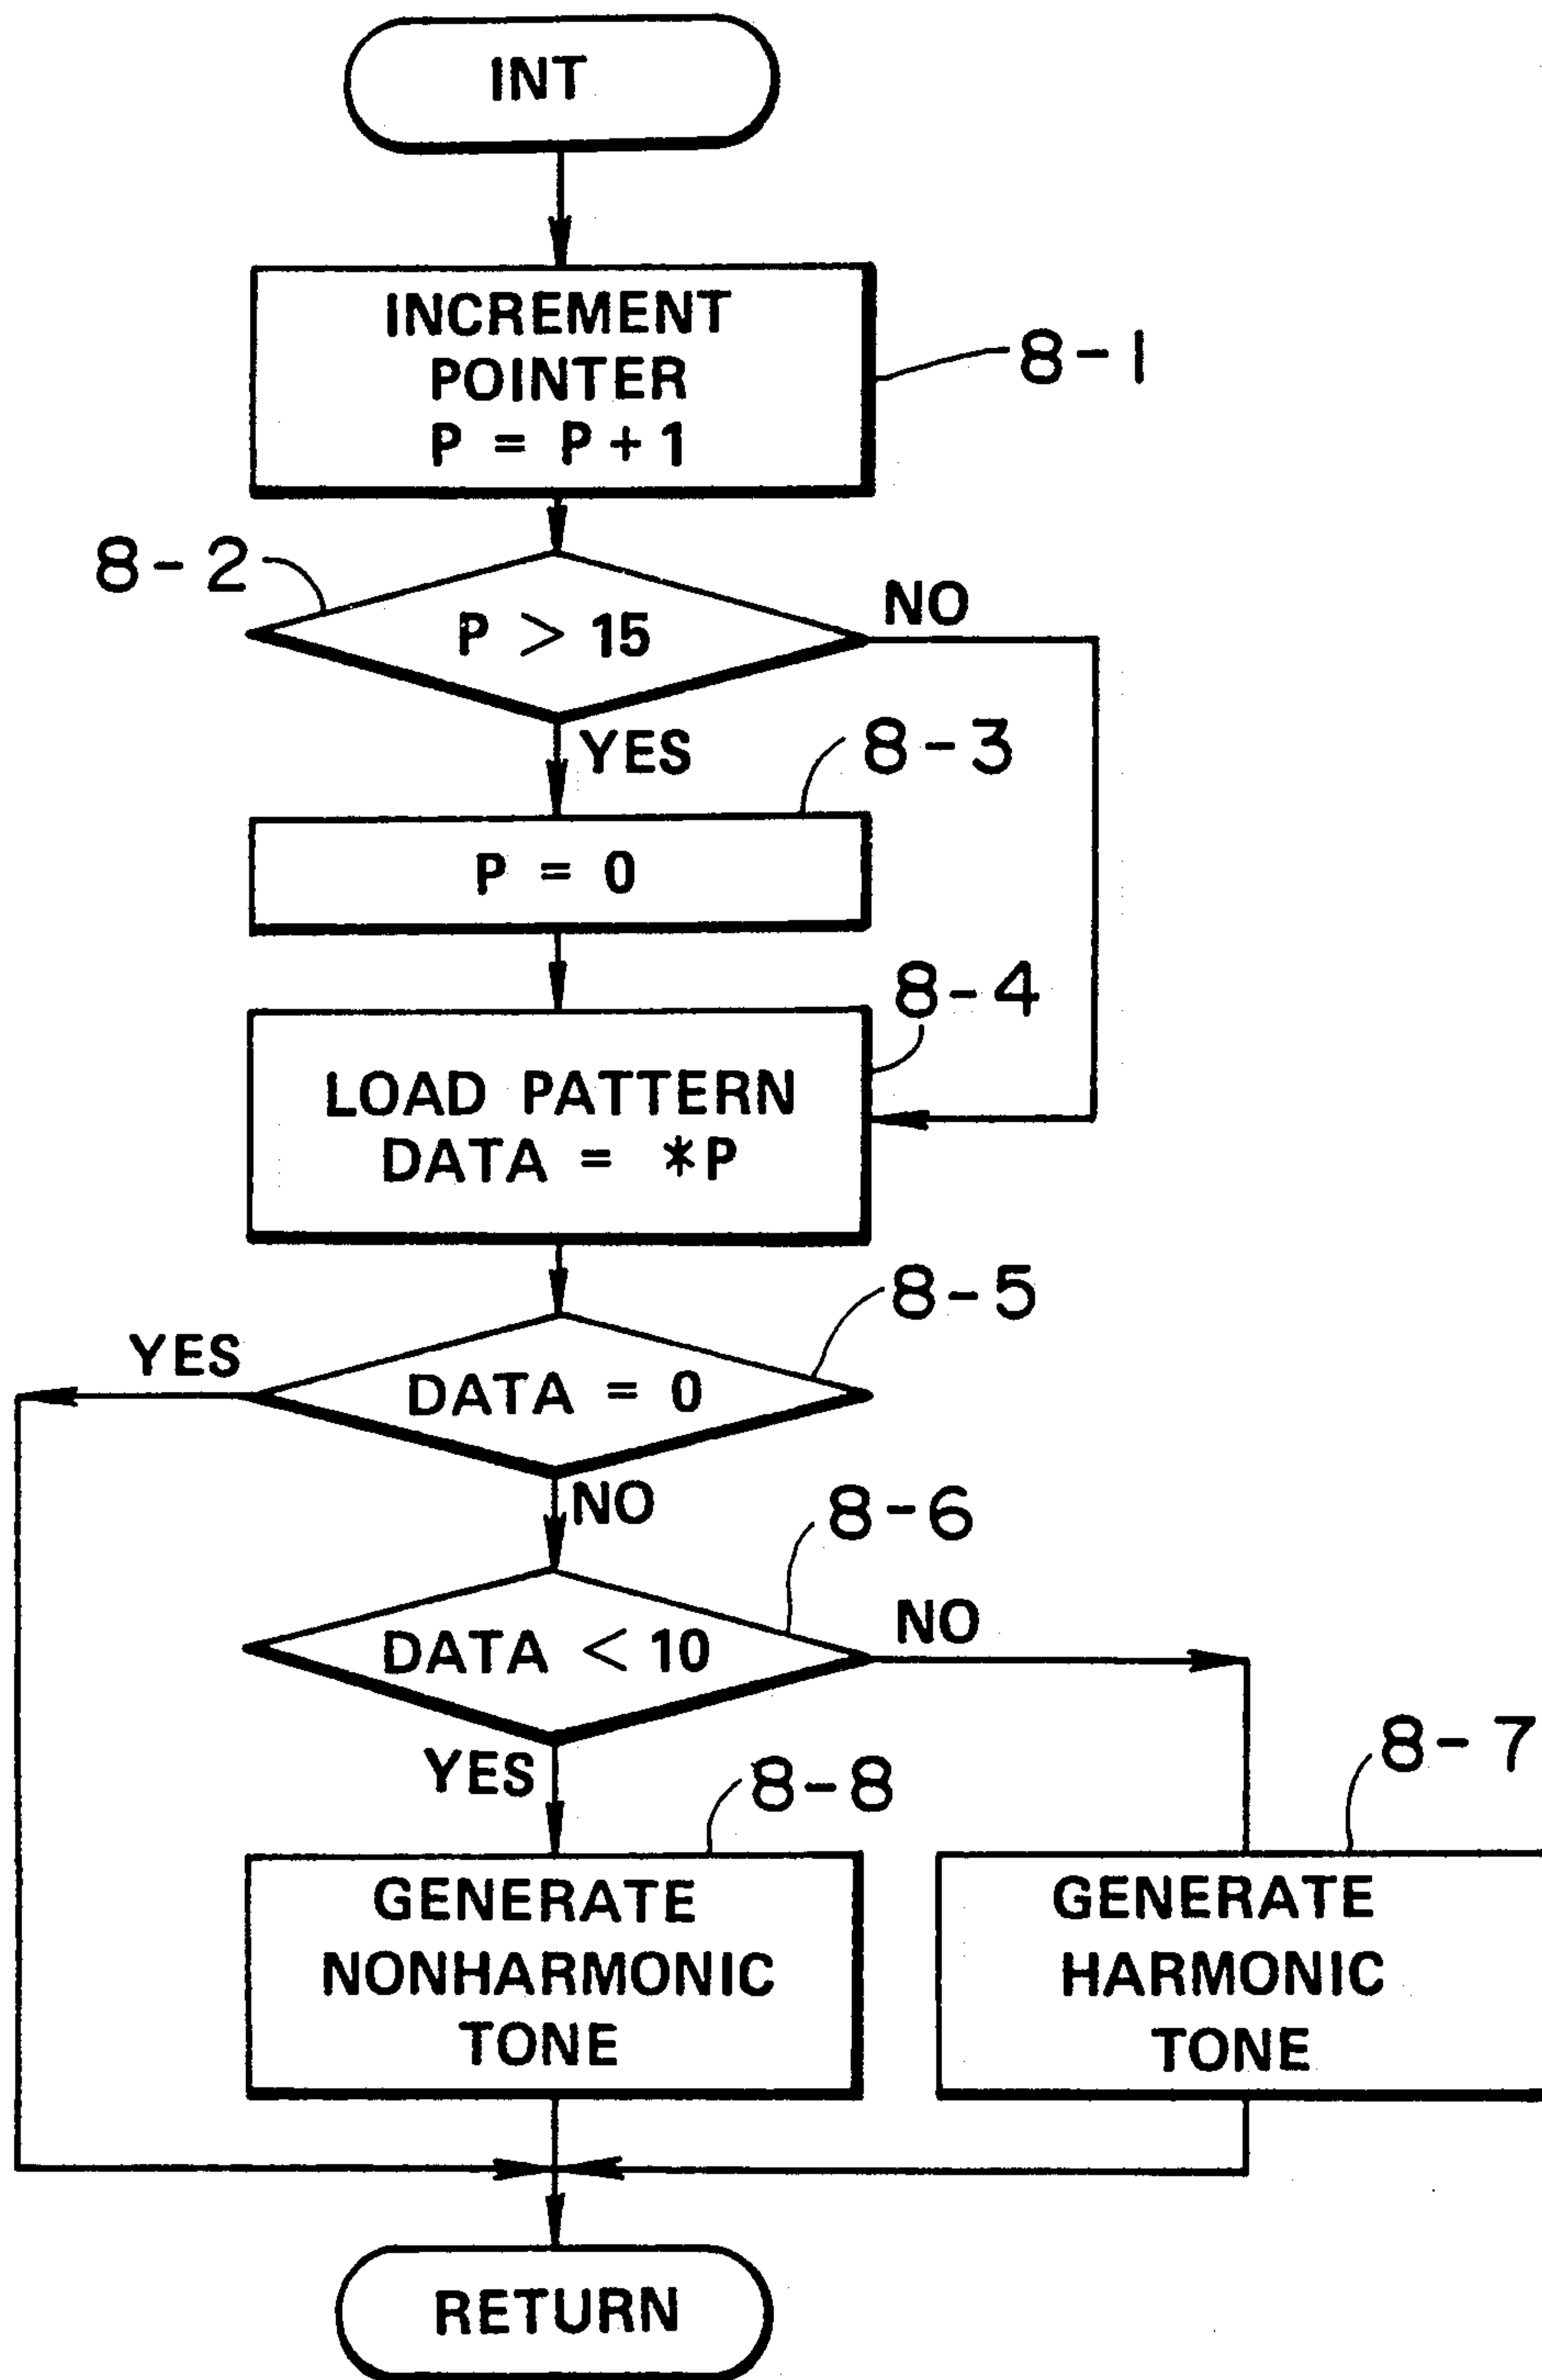 INT
INCREMENT
POINTER
P = P + 1
8-1
8-2
P > 15
NO
YES
8-3
P = 0
8-4
LOAD PATTERN
DATA = *P
8-5
YES
DATA = 0
NO
8-6
DATA < 10
NO
YES
8-8
8-7
GENERATE
NONHARMONIC
TONE
GENERATE
HARMONIC
TONE
RETURN